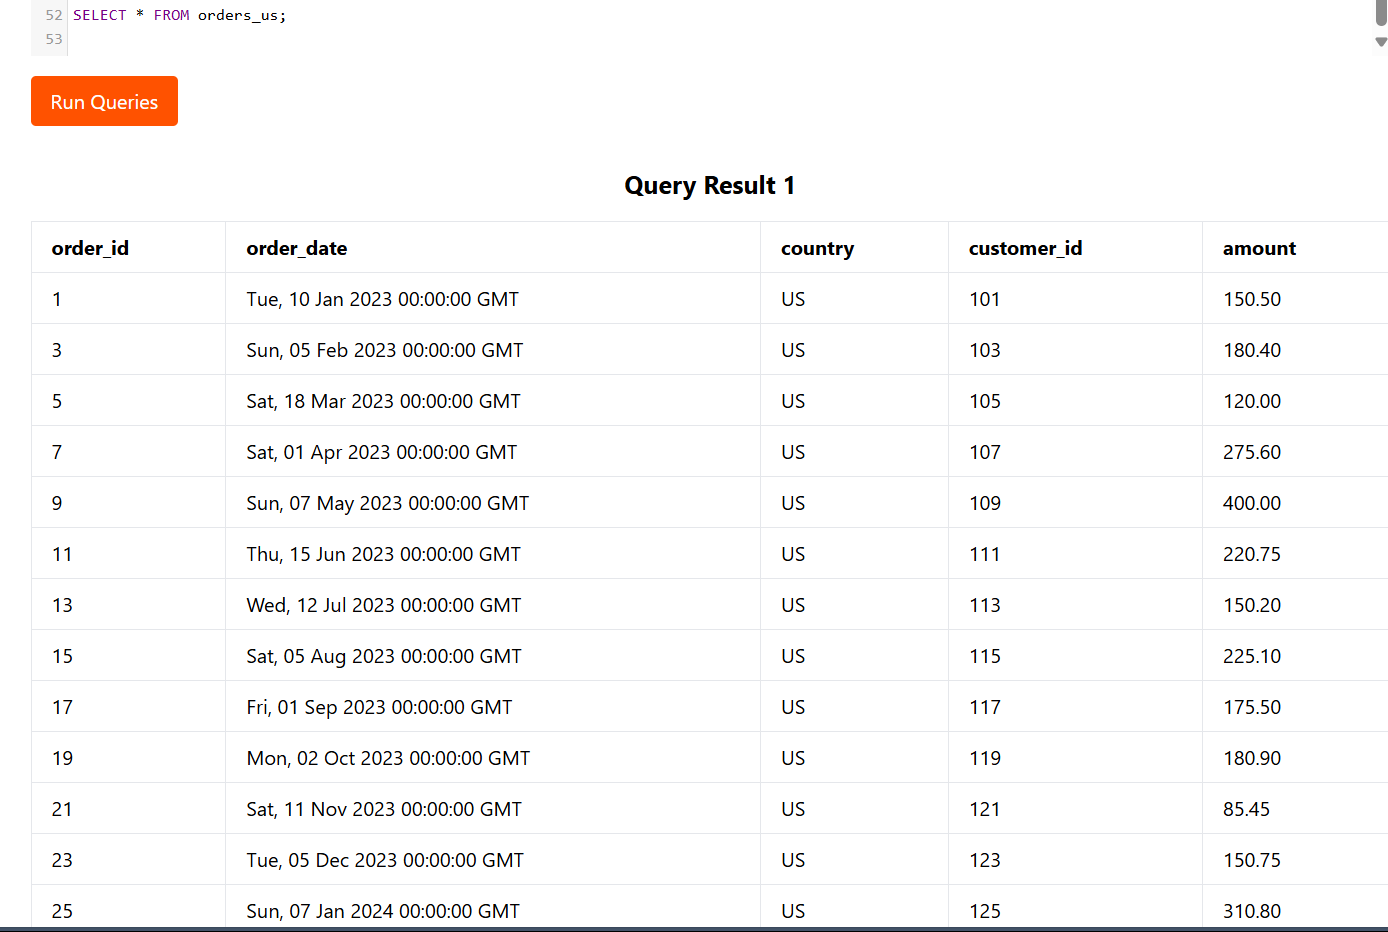 52 SELECT * FROM orders_us;
53
Run Queries
Query Result 1
order_id order_date country customer_id amount
1 Tue, 10 Jan 2023 00:00:00 GMT US 101 150.50
3 Sun, 05 Feb 2023 00:00:00 GMT US 103 180.40
5 Sat, 18 Mar 2023 00:00:00 GMT US 105 120.00
7 Sat, 01 Apr 2023 00:00:00 GMT US 107 275.60
9 Sun, 07 May 2023 00:00:00 GMT US 109 400.00
11 Thu, 15 Jun 2023 00:00:00 GMT US 111 220.75
13 Wed, 12 Jul 2023 00:00:00 GMT US 113 150.20
15 Sat, 05 Aug 2023 00:00:00 GMT US 115 225.10
17 Fri, 01 Sep 2023 00:00:00 GMT US 117 175.50
19 Mon, 02 Oct 2023 00:00:00 GMT US 119 180.90
21 Sat, 11 Nov 2023 00:00:00 GMT US 121 85.45
23 Tue, 05 Dec 2023 00:00:00 GMT US 123 150.75
25 Sun, 07 Jan 2024 00:00:00 GMT US 125 310.80